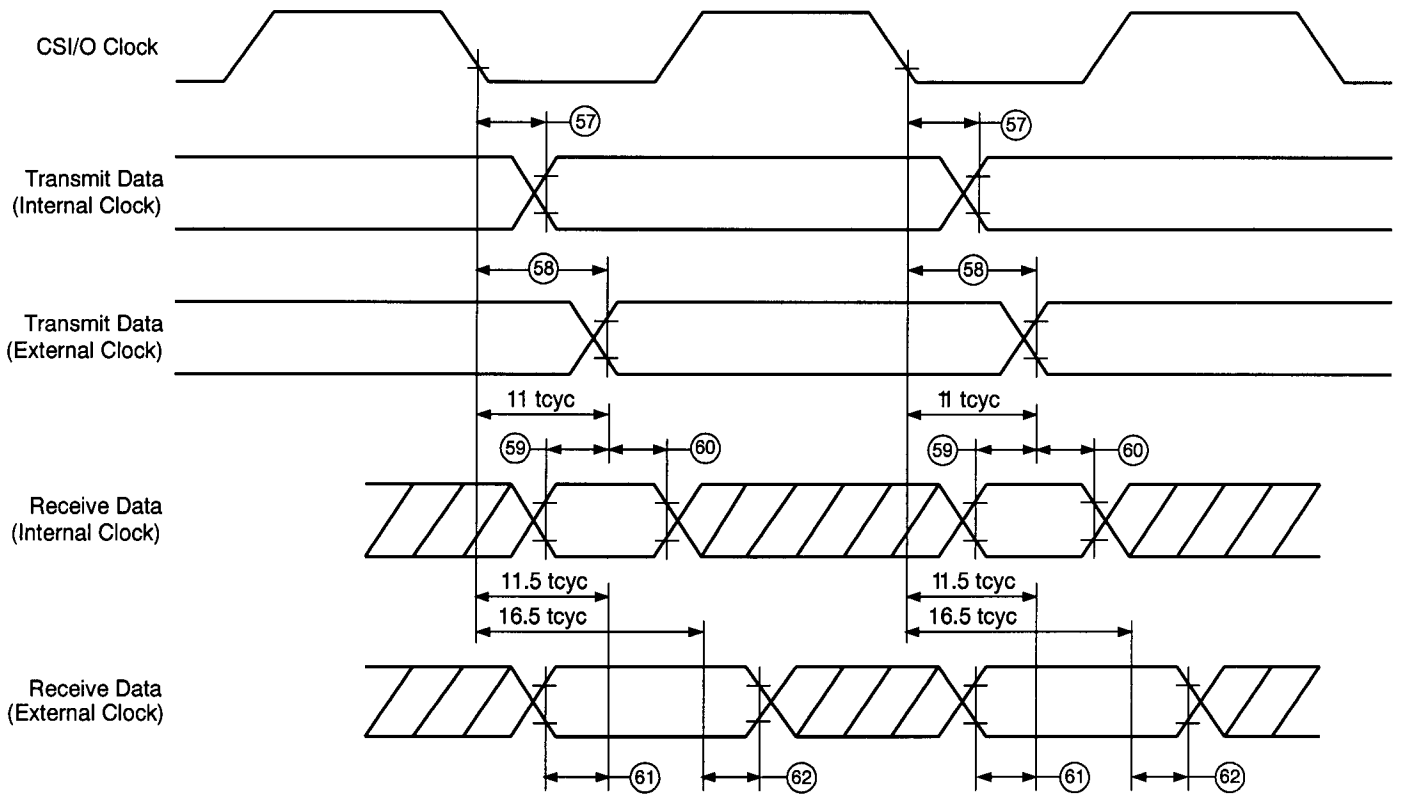 CSI/O Clock
57
57
Transmit Data
(Internal Clock)
58
58
Transmit Data
(External Clock)
11 tcyc
11 tcyc
59
60
59
60
Receive Data
(Internal Clock)
11.5 tcyc
11.5 tcyc
16.5 tcyc
16.5 tcyc
Receive Data
(External Clock)
61
62
61
62